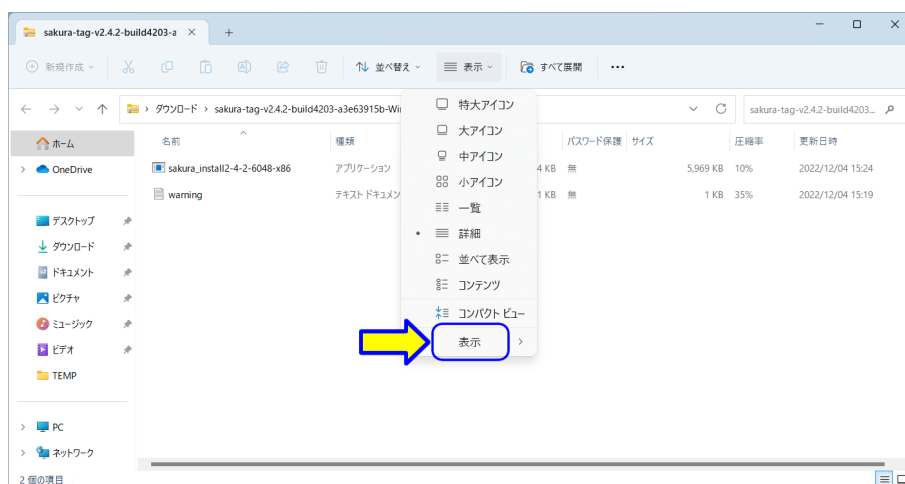 sakura-tag-v2.4.2-build4203-a
新規作成
並べ替え
表示
すべて展開
ダウンロード
sakura-tag-v2.4.2-build4203-a3e63915b-Wi
sakura-tag-v2.4.2-build4203...
ホーム
OneDrive
デスクトップ
ダウンロード
ドキュメント
ピクチャ
ミュージック
ビデオ
TEMP
PC
ネットワーク
名前 種類 パスワード保護 サイズ 圧縮率 更新日時
sakura_install2-4-2-6048-x86 アプリケーション 4 KB 無 5,969 KB 10% 2022/12/04 15:24
warning テキスト ドキュメン 1 KB 無 1 KB 35% 2022/12/04 15:19
特大アイコン
大アイコン
中アイコン
小アイコン
一覧
詳細
並べて表示
コンテンツ
コンパクト ビュー
表示
2 個の項目